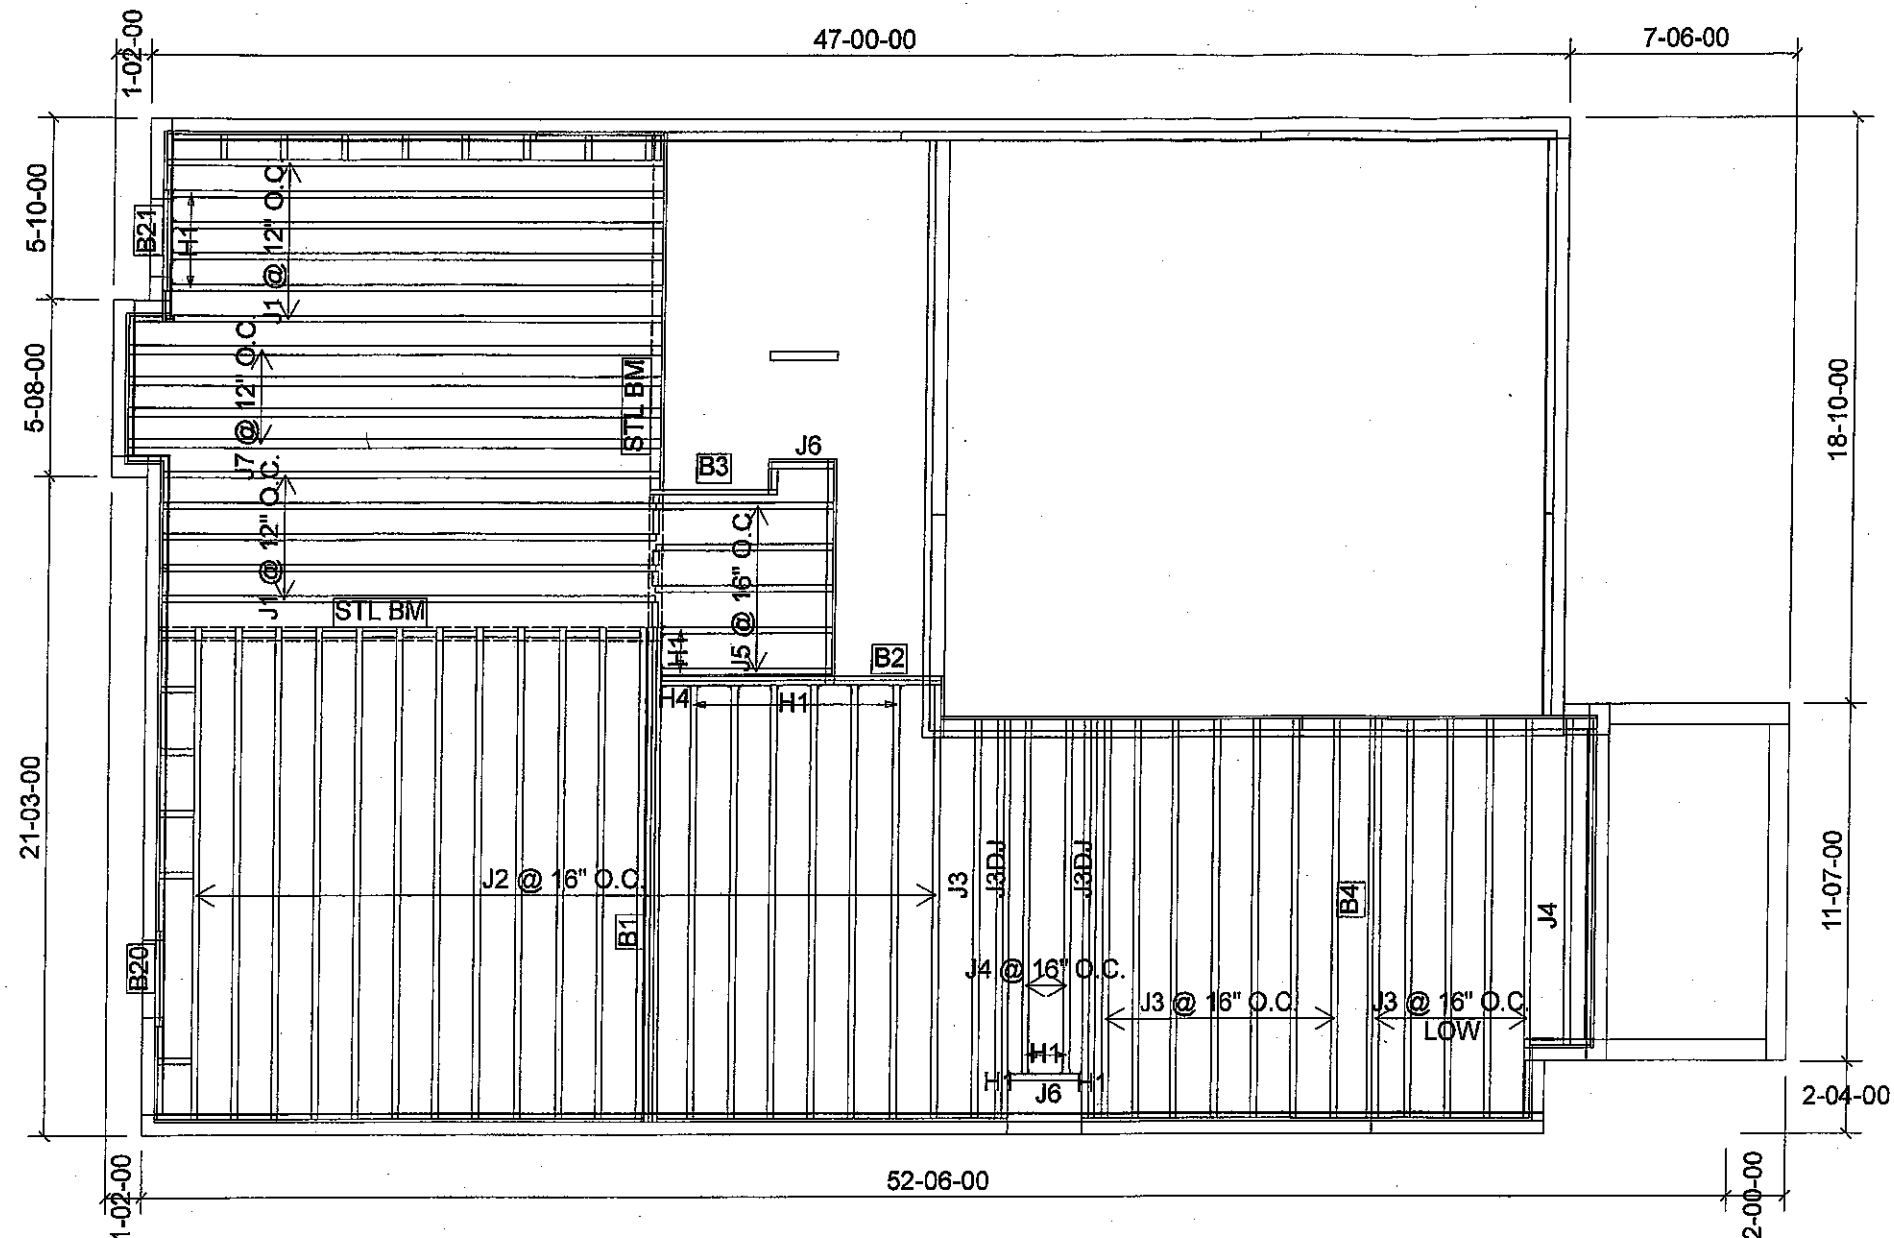 1-02-00
47-00-00
7-06-00
5-10-00
B21
H1
J1 @ 12" O.C.
5-08-00
J7 @ 12" O.C.
STL BM
18-10-00
J6
B3
J1 @ 12" O.C.
J5 @ 16" O.C.
STL BM
H1
B2
H4
H1
21-03-00
J2 @ 16" O.C.
B1
J3
J3DJ
J3DJ
B4
J4
11-07-00
B20
J4 @ 16" O.C.
J3 @ 16" O.C.
J3 @ 16" O.C.
LOW
H1
H1
J6
2-04-00
1-02-00
52-06-00
2-00-00